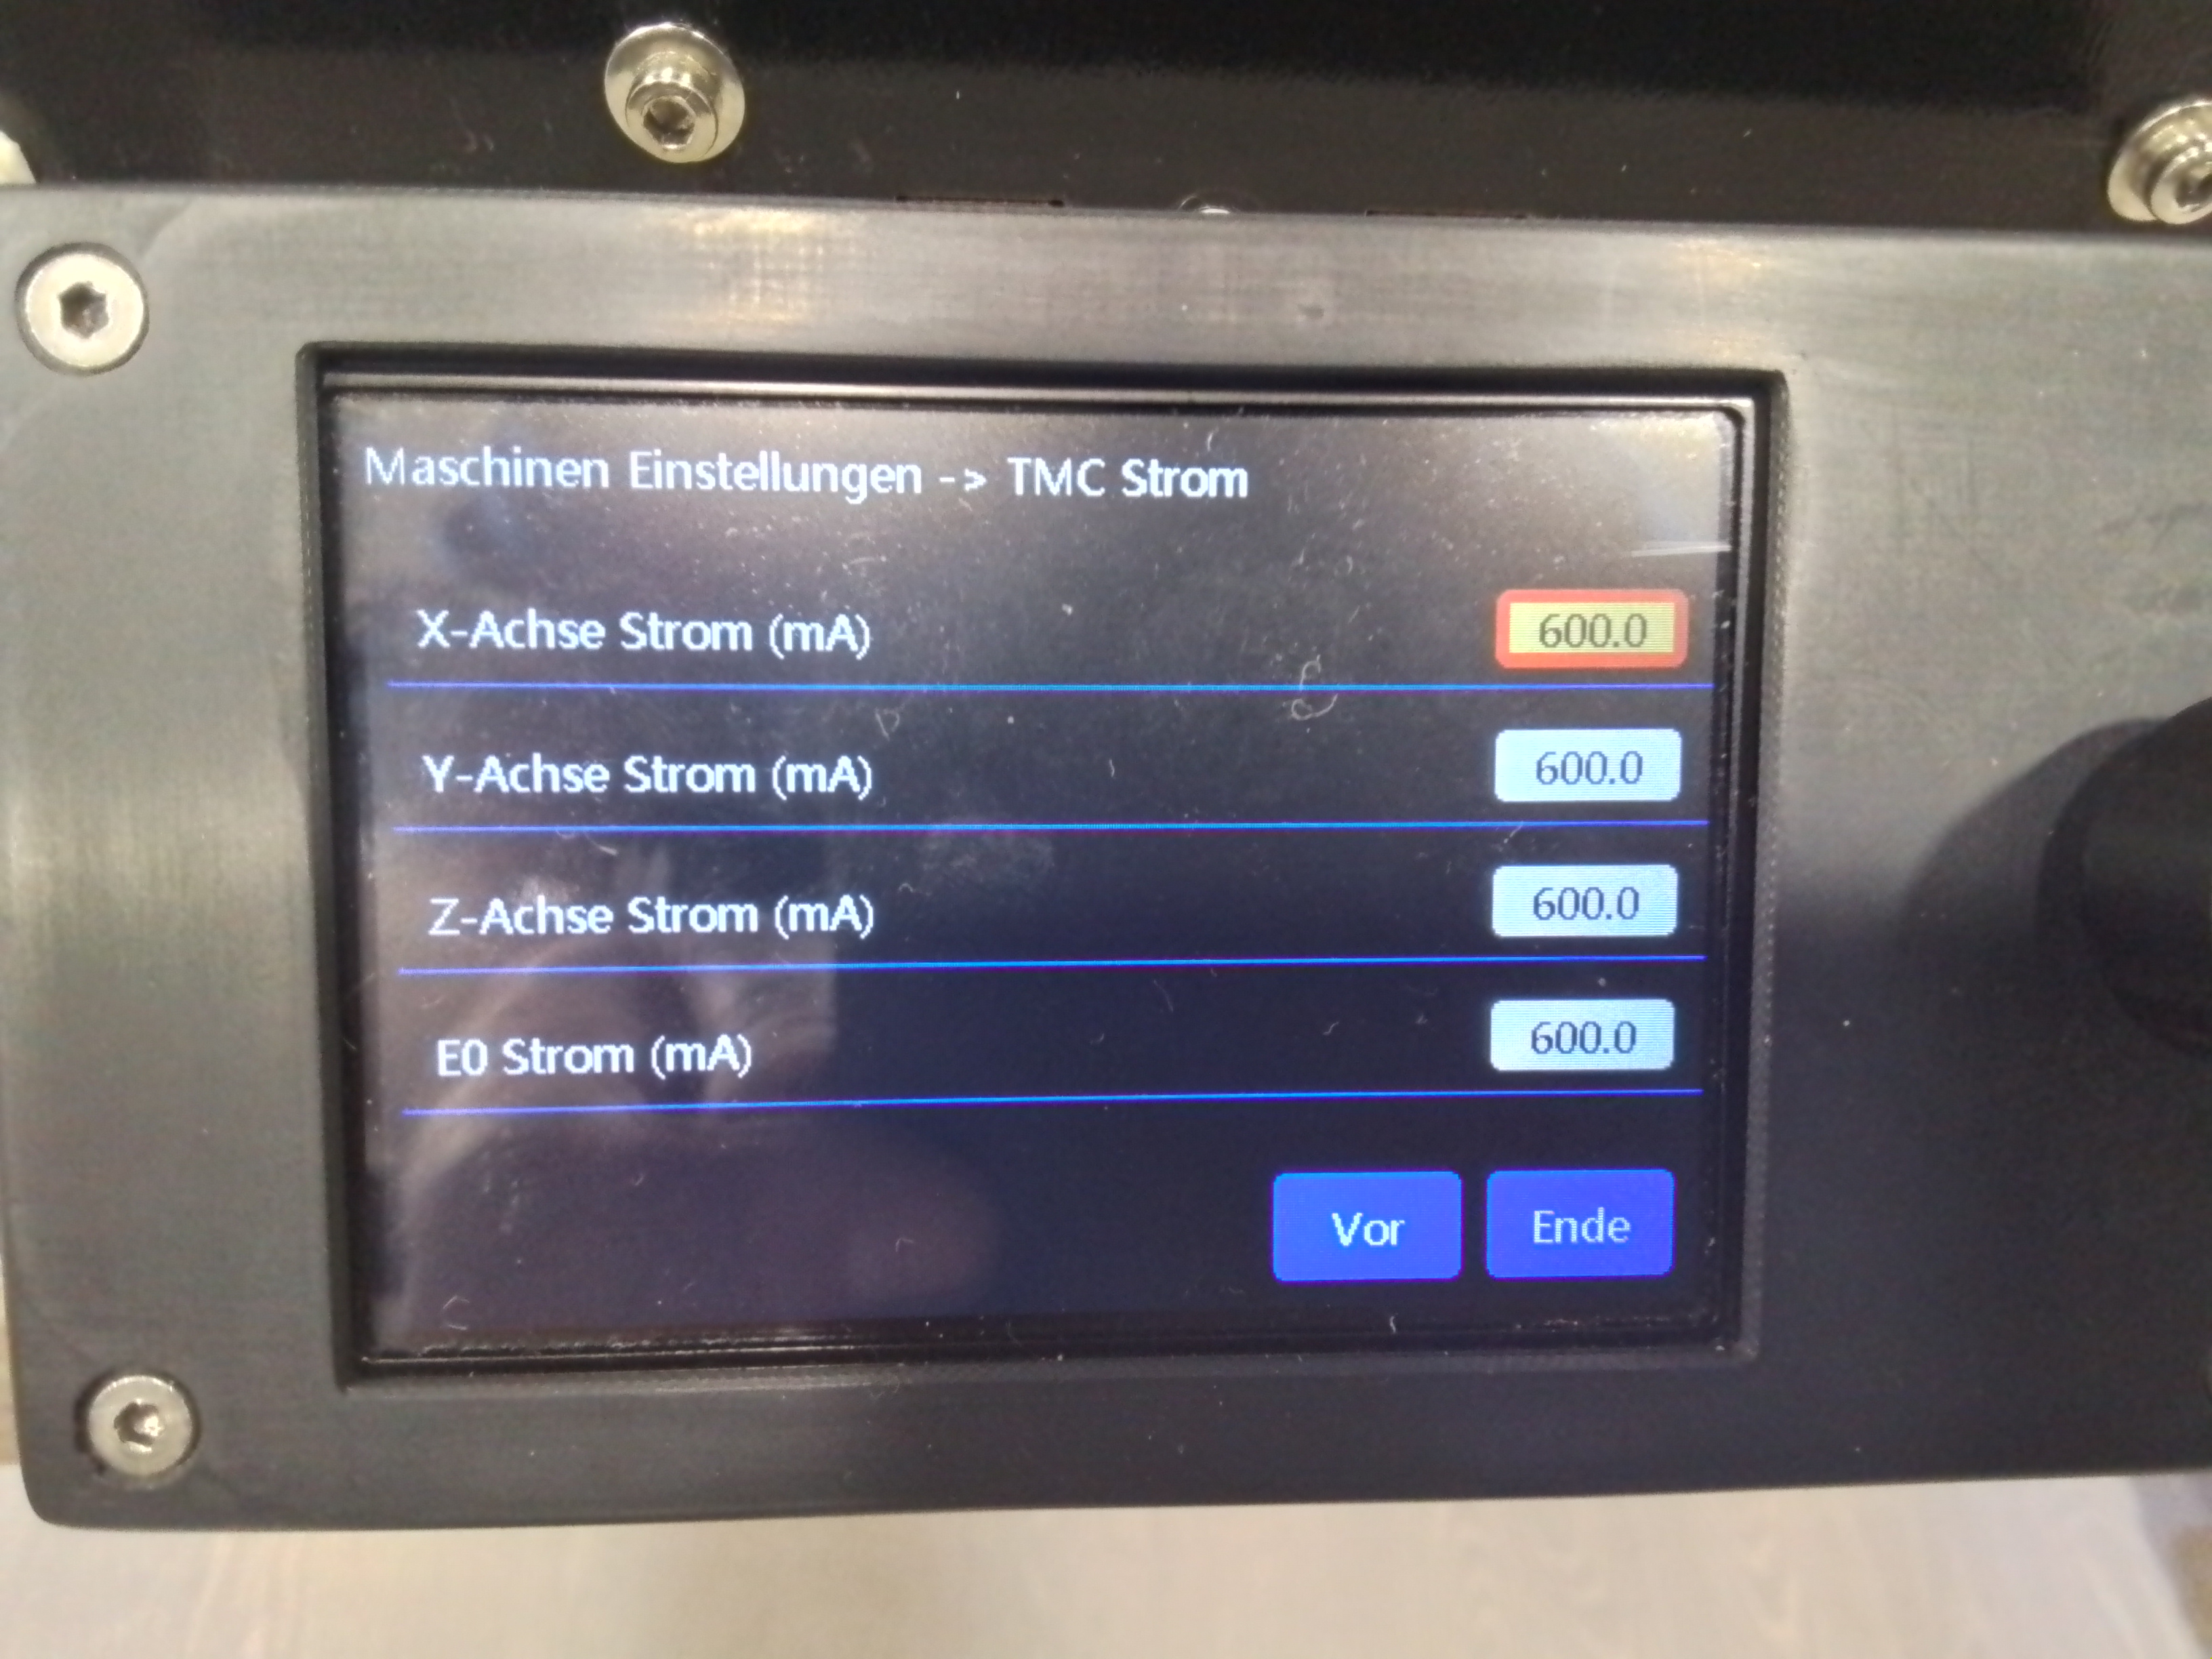 Maschinen Einstellungen -> TMC Strom
X-Achse Strom (mA) 600.0
Y-Achse Strom (mA) 600.0
Z-Achse Strom (mA) 600.0
E0 Strom (mA) 600.0
Vor Ende